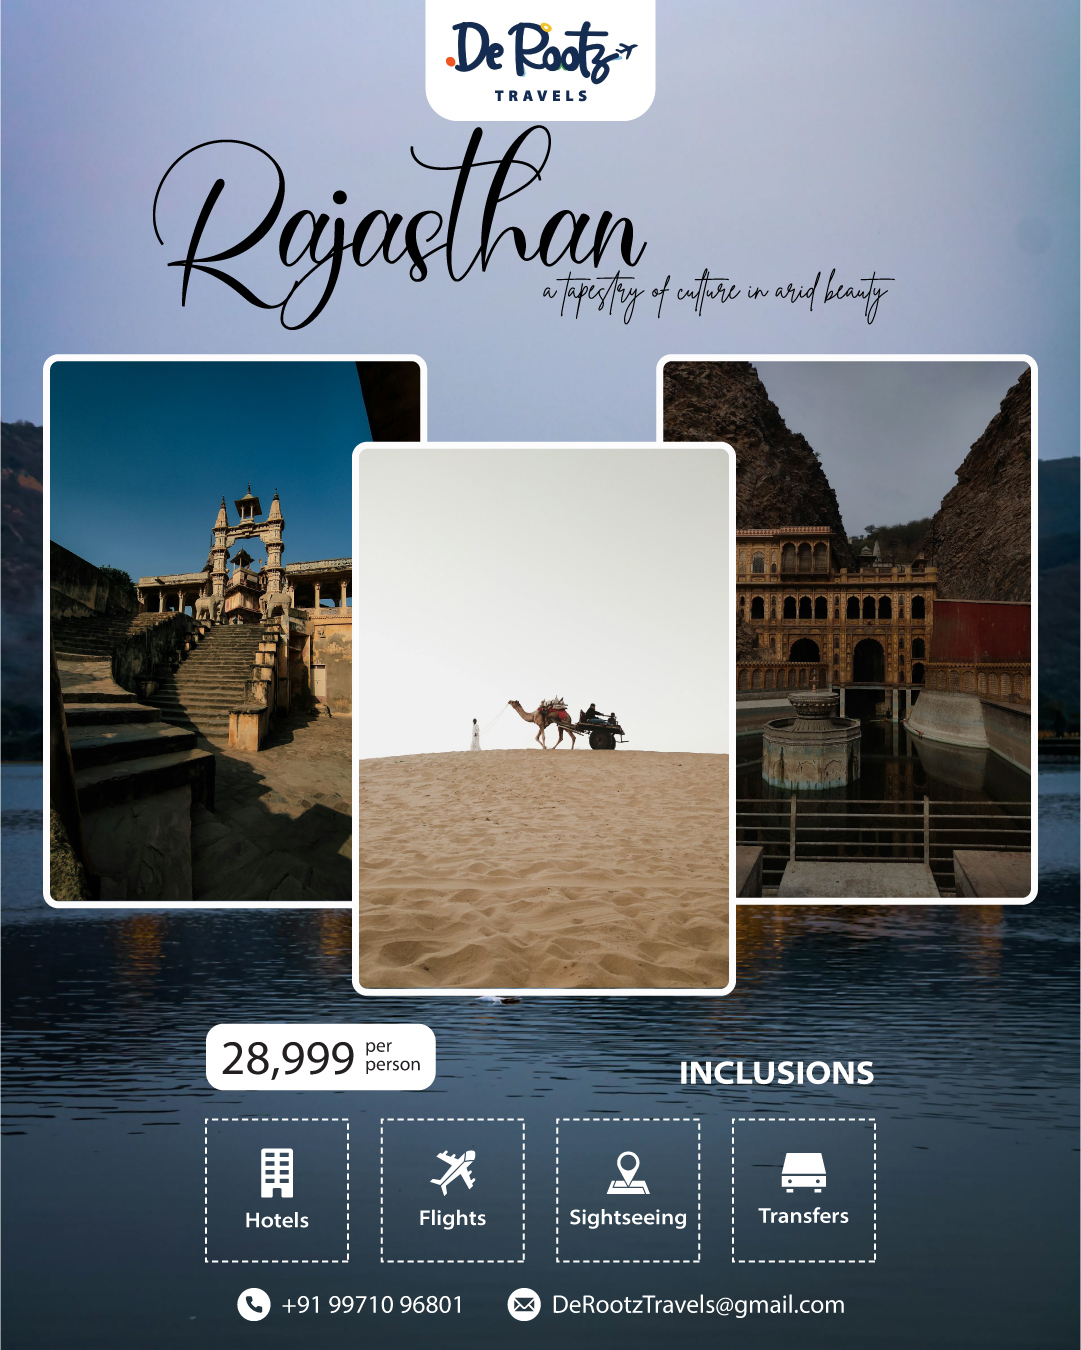 De Rootz
TRAVELS
Rajasthan
a tapestry of culture in arid beauty
28,999 per
person
INCLUSIONS
Hotels
Flights
Sightseeing
Transfers
+91 99710 96801
DeRootzTravels@gmail.com